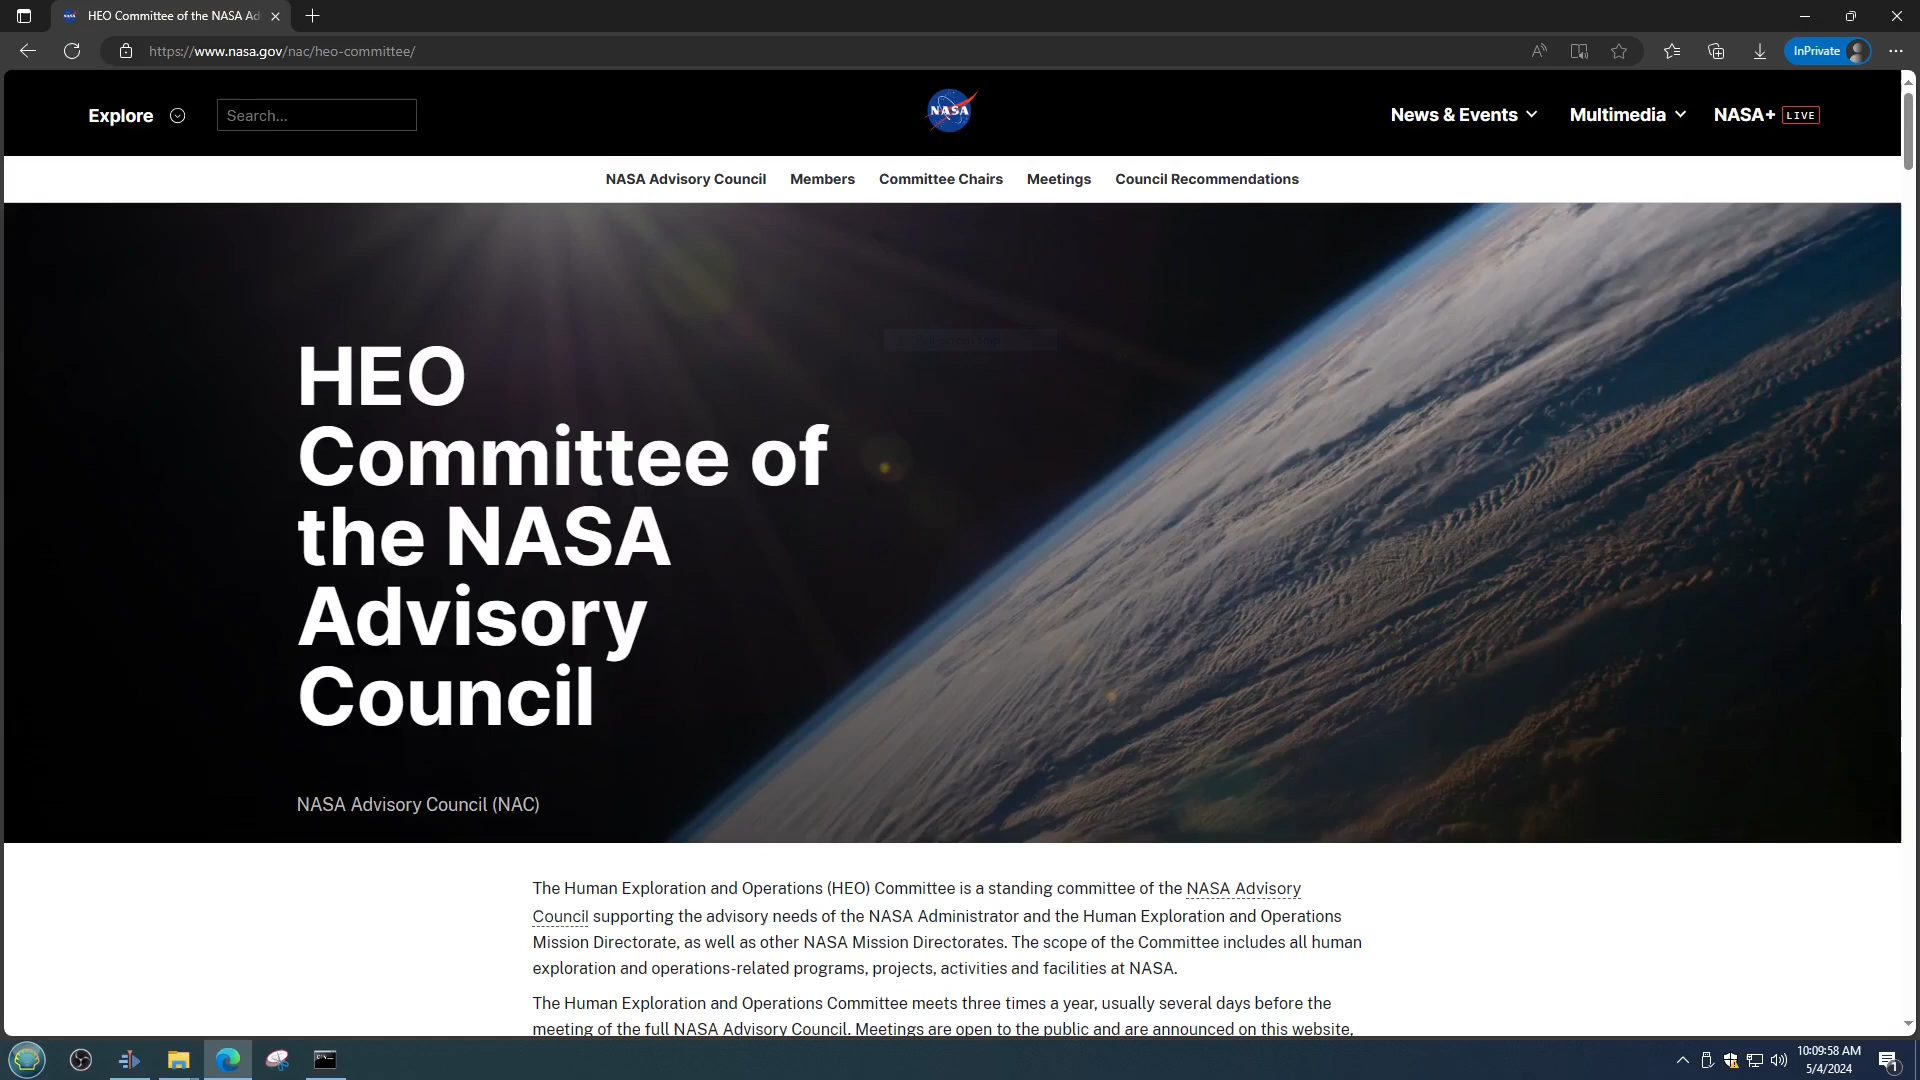 HEO Committee of the NASA Ad
https://www.nasa.gov/nac/heo-committee/
InPrivate
Explore
Search...
NASA
News & Events
Multimedia
NASA+ LIVE
NASA Advisory Council
Members
Committee Chairs
Meetings
Council Recommendations
HEO
Committee of
the NASA
Advisory
Council
NASA Advisory Council (NAC)
The Human Exploration and Operations (HEO) Committee is a standing committee of the NASA Advisory
Council supporting the advisory needs of the NASA Administrator and the Human Exploration and Operations
Mission Directorate, as well as other NASA Mission Directorates. The scope of the Committee includes all human
exploration and operations-related programs, projects, activities and facilities at NASA.
The Human Exploration and Operations Committee meets three times a year, usually several days before the
meeting of the full NASA Advisory Council. Meetings are open to the public and are announced on this website,
10:09:58 AM
5/4/2024
1